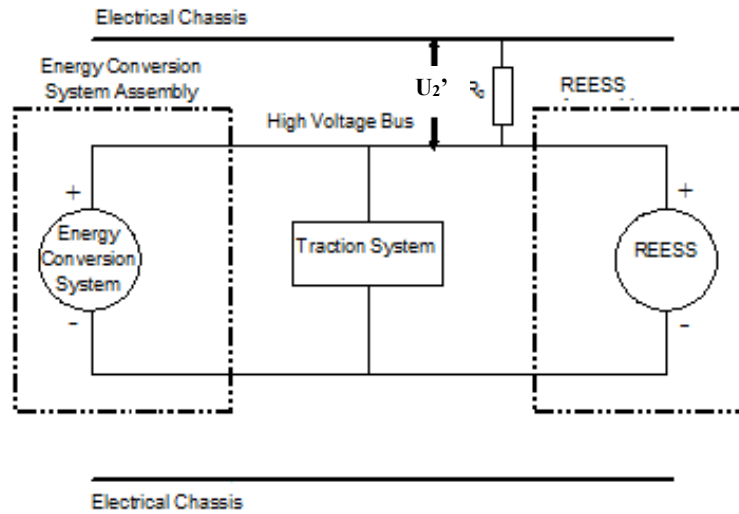 Electrical Chassis
Energy Conversion
System Assembly
U₂’
REESS
High Voltage Bus
+
+
Energy
Conversion
System
Traction System
REESS
-
-
Electrical Chassis